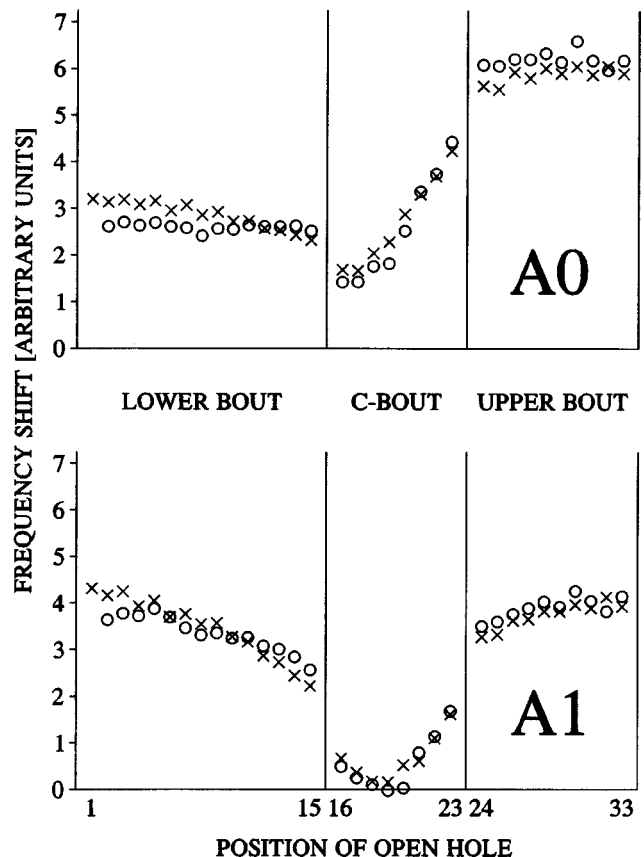 7
6
5
4
3
2
1
0
A0
LOWER BOUT C-BOUT UPPER BOUT
FREQUENCY SHIFT [ARBITRARY UNITS]
7
6
5
4
3
2
1
0
A1
1 15 16 23 24 33
POSITION OF OPEN HOLE